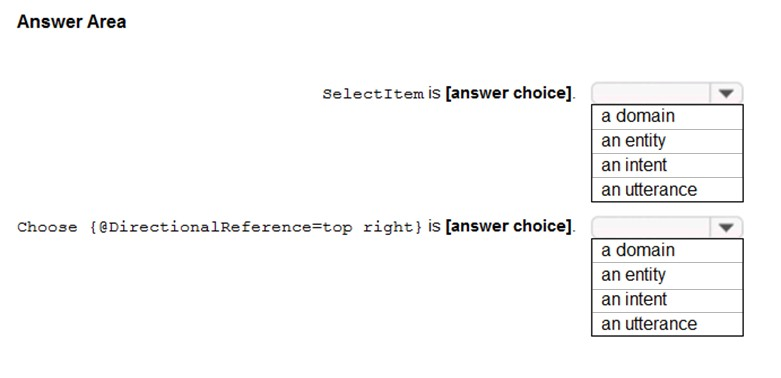 Answer Area
SelectItem is [answer choice].
a domain
an entity
an intent
an utterance
Choose {@DirectionalReference=top right} is [answer choice].
a domain
an entity
an intent
an utterance